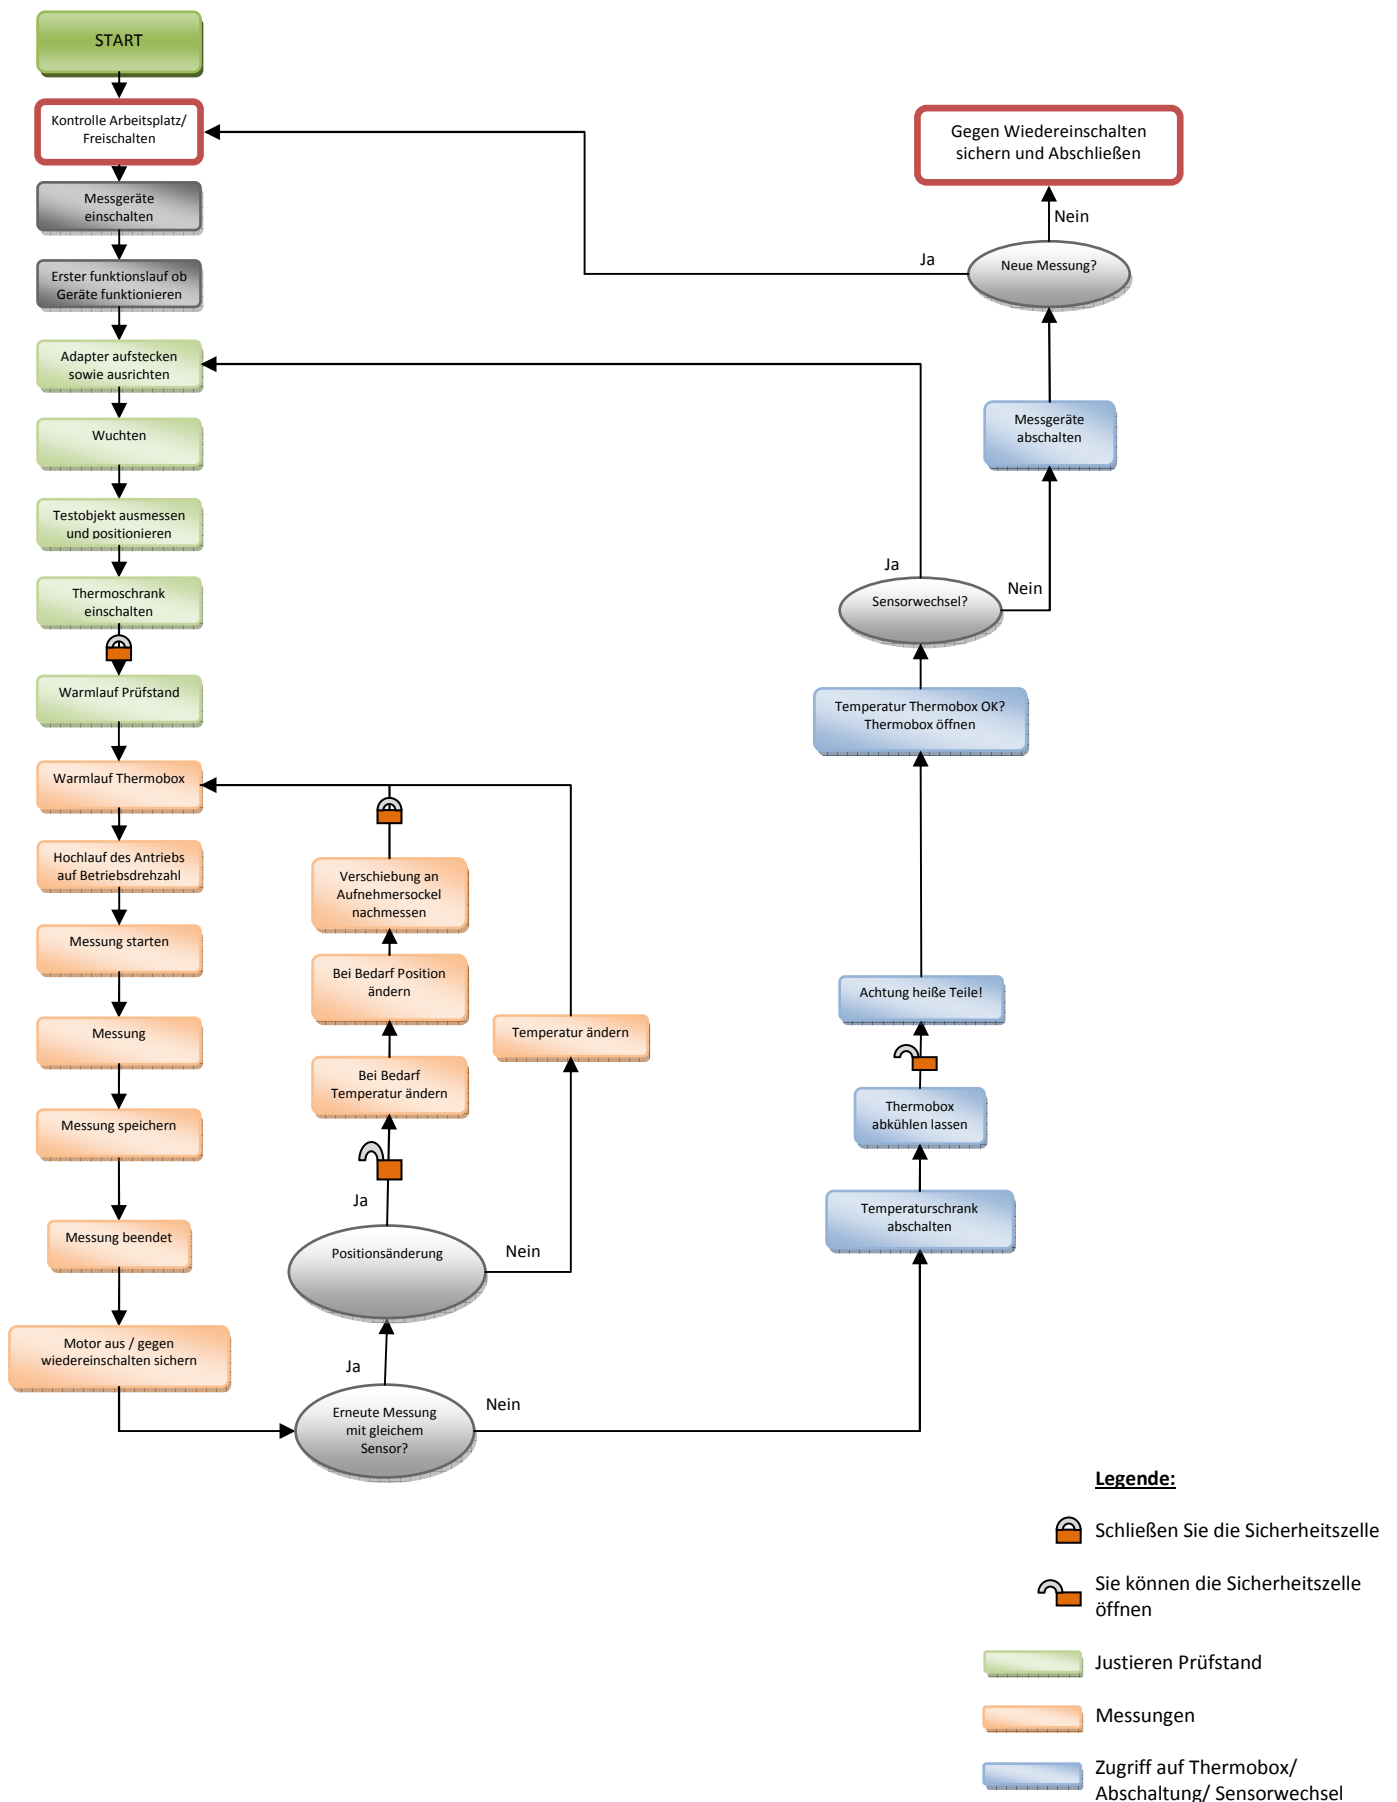 START
Kontrolle Arbeitsplatz/
Freischalten
Messgeräte
einschalten
Erster funktionslauf ob
Geräte funktionieren
Adapter aufstecken
sowie ausrichten
Wuchten
Testobjekt ausmessen
und positionieren
Thermoschrank
einschalten
Warmlauf Prüfstand
Warmlauf Thermobox
Hochlauf des Antriebs
auf Betriebsdrehzahl
Messung starten
Messung
Messung speichern
Messung beendet
Motor aus / gegen
wiedereinschalten sichern
Erneute Messung
mit gleichem
Sensor?
Ja
Nein
Positionsänderung
Ja
Nein
Bei Bedarf
Temperatur ändern
Bei Bedarf Position
ändern
Verschiebung an
Aufnehmersockel
nachmessen
Temperatur ändern
Temperaturschrank
abschalten
Thermobox
abkühlen lassen
Achtung heiße Teile!
Temperatur Thermobox OK?
Thermobox öffnen
Sensorwechsel?
Ja
Nein
Messgeräte
abschalten
Neue Messung?
Ja
Nein
Gegen Wiedereinschalten
sichern und Abschließen
Legende:
Schließen Sie die Sicherheitszelle
Sie können die Sicherheitszelle
öffnen
Justieren Prüfstand
Messungen
Zugriff auf Thermobox/
Abschaltung/ Sensorwechsel